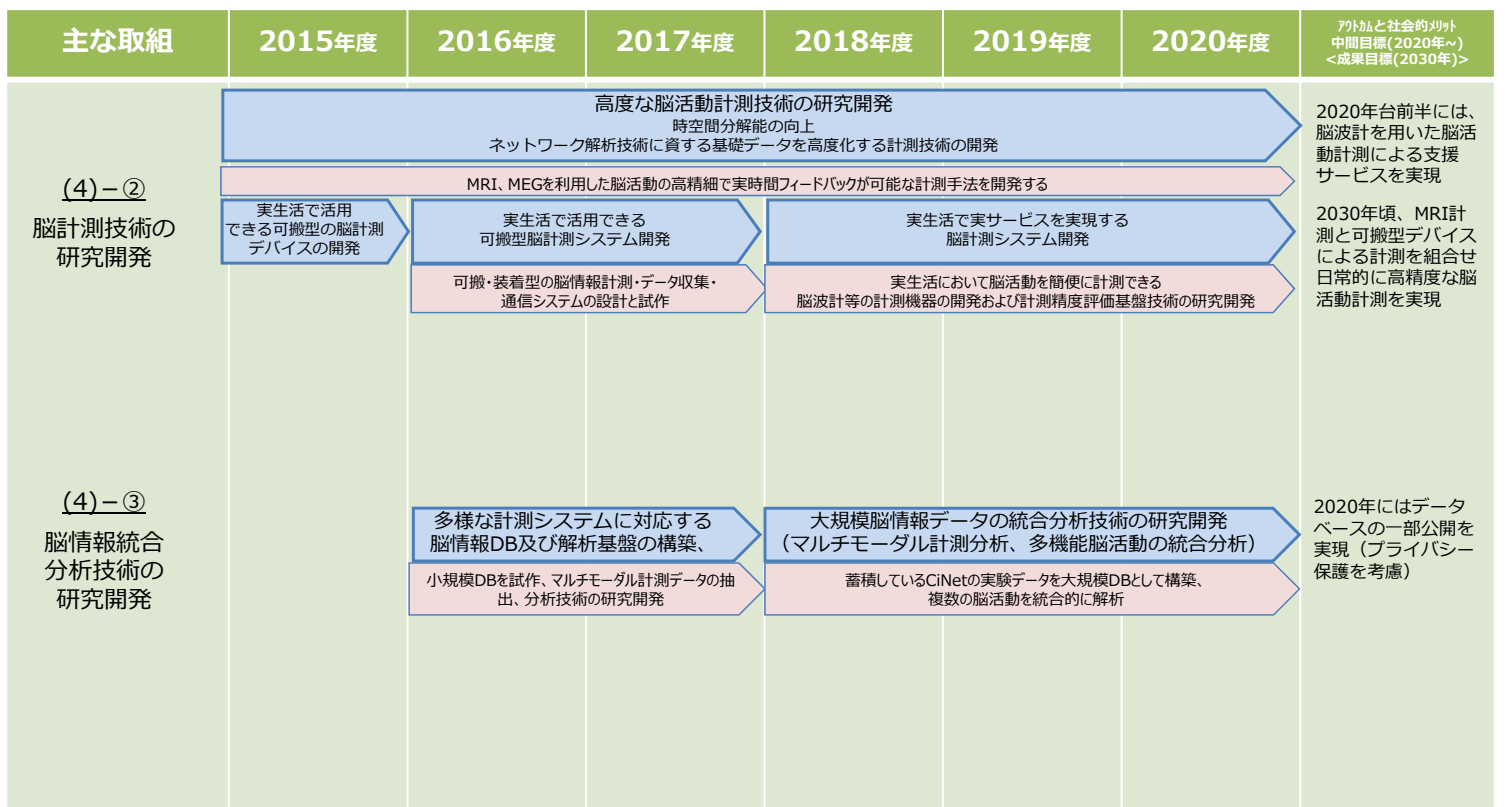 主な取組
2015年度
2016年度
2017年度
2018年度
2019年度
2020年度
ｱｳﾄｶﾑと社会的ﾒﾘｯﾄ
中間目標(2020年~)
<成果目標(2030年)>
(4)－②
脳計測技術の
研究開発
高度な脳活動計測技術の研究開発
時空間分解能の向上
ネットワーク解析技術に資する基礎データを高度化する計測技術の開発
MRI、MEGを利用した脳活動の高精細で実時間フィードバックが可能な計測手法を開発する
実生活で活用
できる可搬型の脳計測
デバイスの開発
実生活で活用できる
可搬型脳計測システム開発
実生活で実サービスを実現する
脳計測システム開発
可搬・装着型の脳情報計測・データ収集・
通信システムの設計と試作
実生活において脳活動を簡便に計測できる
脳波計等の計測機器の開発および計測精度評価基盤技術の研究開発
2020年台前半には、
脳波計を用いた脳活
動計測による支援
サービスを実現
2030年頃、MRI計
測と可搬型デバイス
による計測を組合せ
日常的に高精度な脳
活動計測を実現
(4)－③
脳情報統合
分析技術の
研究開発
多様な計測システムに対応する
脳情報DB及び解析基盤の構築、
大規模脳情報データの統合分析技術の研究開発
（マルチモーダル計測分析、多機能脳活動の統合分析）
小規模DBを試作、マルチモーダル計測データの抽
出、分析技術の研究開発
蓄積しているCiNetの実験データを大規模DBとして構築、
複数の脳活動を統合的に解析
2020年にはデータ
ベースの一部公開を
実現（プライバシー
保護を考慮）